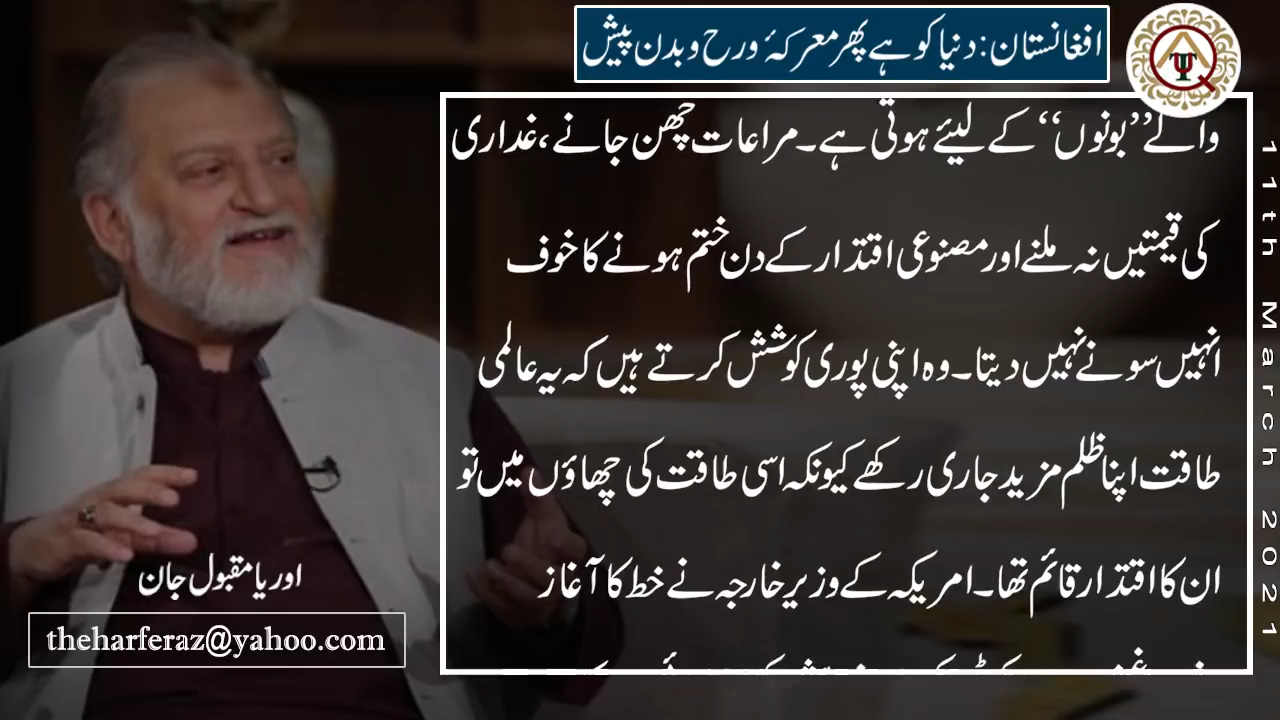 افغانستان: دنیا کو ہے پھر معرکۂ ورح و بدن پیش
والے ”بونوں“ کے لیئے ہوتی ہے۔ مراعات چھن جانے، غداری
کی قیمتیں نہ ملنے اور مصنوعی اقتدار کے دن ختم ہونے کا خوف
انہیں سونے نہیں دیتا۔ وہ اپنی پوری کوشش کرتے ہیں کہ یہ عالمی
طاقت اپنا ظلم مزید جاری رکھے کیونکہ اسی طاقت کی چھاؤں میں تو
ان کا اقتدار قائم تھا۔ امریکہ کے وزیر خارجہ نے خط کا آغاز
اوریا مقبول جان
theharferaz@yahoo.com
11th March 2021